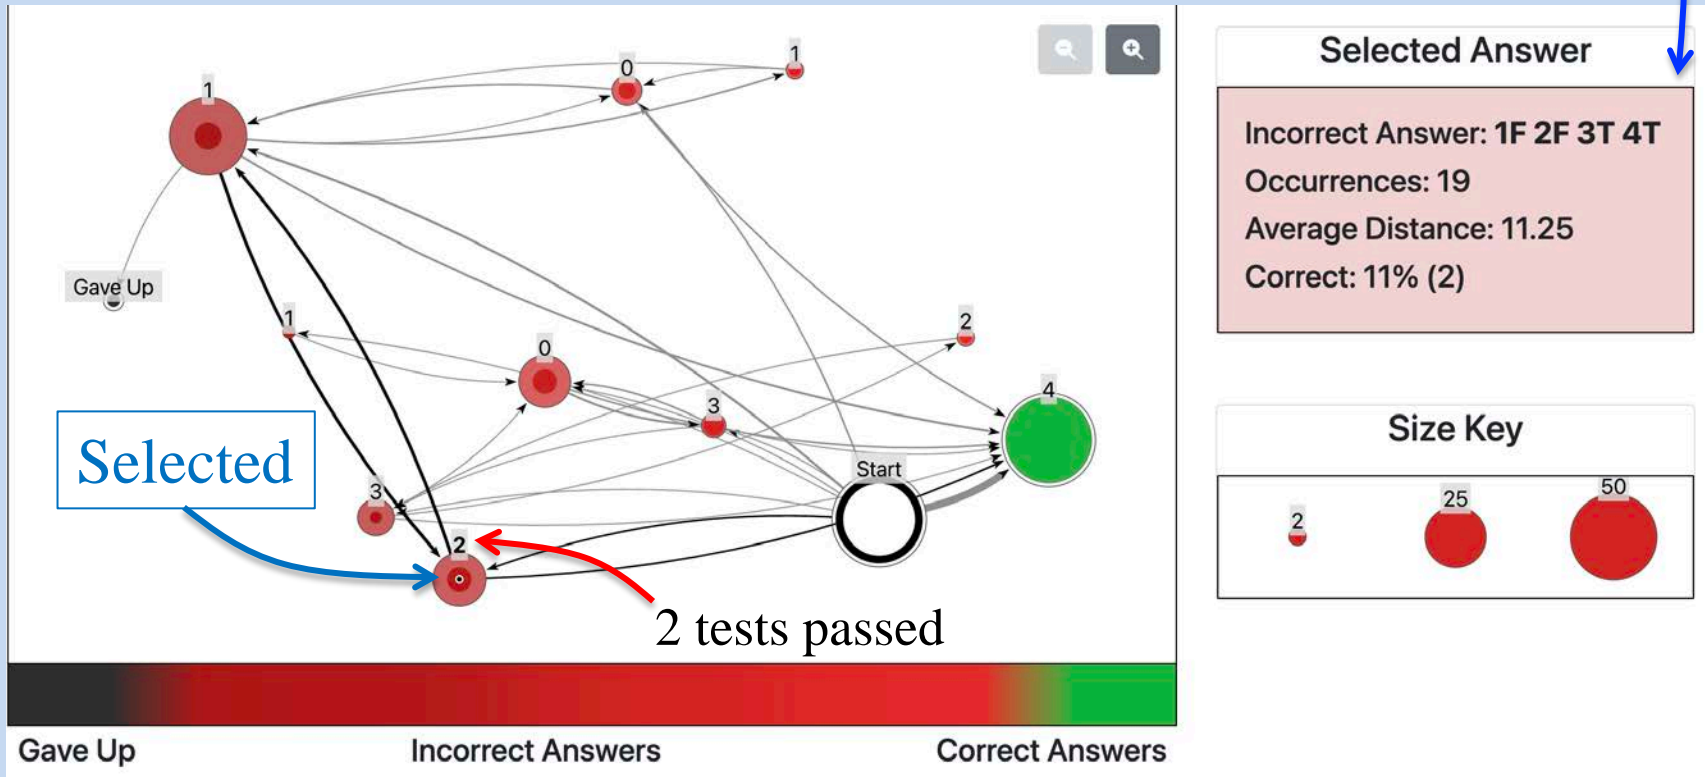 1
0
1
Gave Up
1
0
3
2
4
Start
3
2
Selected
2 tests passed
Gave Up
Incorrect Answers
Correct Answers
Selected Answer
Incorrect Answer: 1F 2F 3T 4T
Occurrences: 19
Average Distance: 11.25
Correct: 11% (2)
Size Key
2
25
50